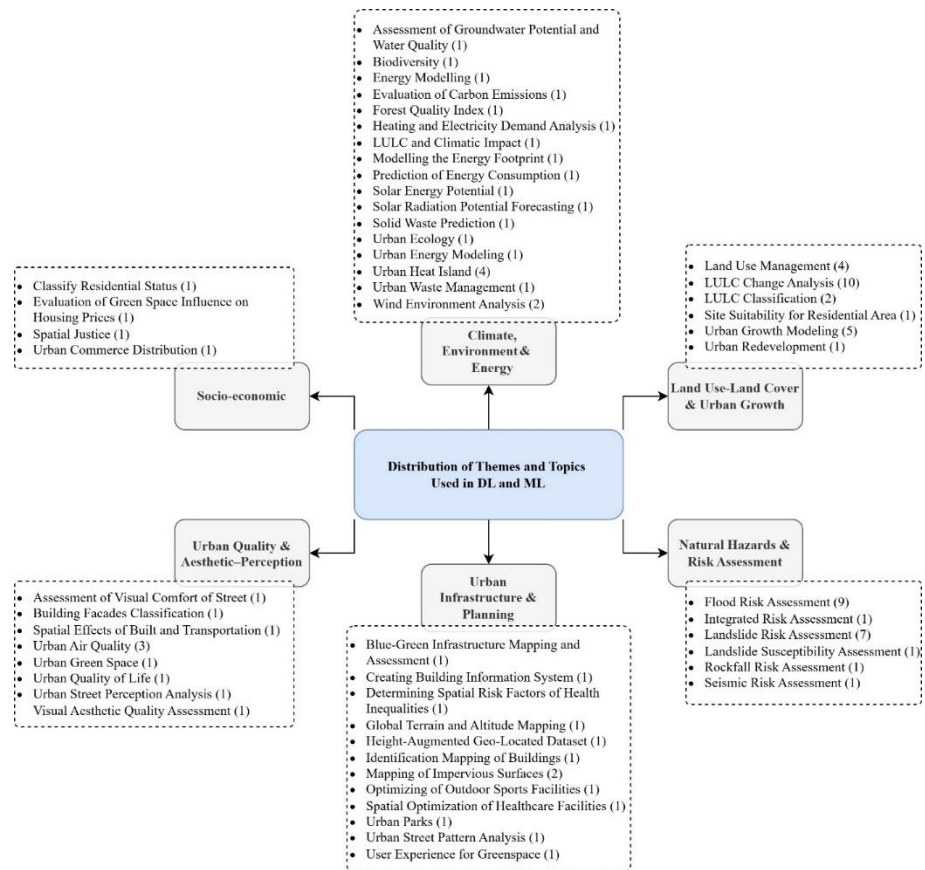 • Assessment of Groundwater Potential and
Water Quality (1)
• Biodiversity (1)
• Energy Modelling (1)
• Evaluation of Carbon Emissions (1)
• Forest Quality Index (1)
• Heating and Electricity Demand Analysis (1)
• LULC and Climatic Impact (1)
• Modelling the Energy Footprint (1)
• Prediction of Energy Consumption (1)
• Solar Energy Potential (1)
• Solar Radiation Potential Forecasting (1)
• Solid Waste Prediction (1)
• Urban Ecology (1)
• Urban Energy Modeling (1)
• Urban Heat Island (4)
• Urban Waste Management (1)
• Wind Environment Analysis (2)
Climate,
Environment &
Energy
• Classify Residential Status (1)
• Evaluation of Green Space Influence on
Housing Prices (1)
• Spatial Justice (1)
• Urban Commerce Distribution (1)
Socio-economic
• Land Use Management (4)
• LULC Change Analysis (10)
• LULC Classification (2)
• Site Suitability for Residential Area (1)
• Urban Growth Modeling (5)
• Urban Redevelopment (1)
Land Use-Land Cover
& Urban Growth
Distribution of Themes and Topics
Used in DL and ML
Urban Quality &
Aesthetic–Perception
• Assessment of Visual Comfort of Street (1)
• Building Facades Classification (1)
• Spatial Effects of Built and Transportation (1)
• Urban Air Quality (3)
• Urban Green Space (1)
• Urban Quality of Life (1)
• Urban Street Perception Analysis (1)
Visual Aesthetic Quality Assessment (1)
Urban
Infrastructure &
Planning
• Blue-Green Infrastructure Mapping and
Assessment (1)
• Creating Building Information System (1)
• Determining Spatial Risk Factors of Health
Inequalities (1)
• Global Terrain and Altitude Mapping (1)
• Height-Augmented Geo-Located Dataset (1)
• Identification Mapping of Buildings (1)
• Mapping of Impervious Surfaces (2)
• Optimizing of Outdoor Sports Facilities (1)
• Spatial Optimization of Healthcare Facilities (1)
• Urban Parks (1)
• Urban Street Pattern Analysis (1)
• User Experience for Greenspace (1)
Natural Hazards &
Risk Assessment
• Flood Risk Assessment (9)
• Integrated Risk Assessment (1)
• Landslide Risk Assessment (7)
• Landslide Susceptibility Assessment (1)
• Rockfall Risk Assessment (1)
• Seismic Risk Assessment (1)